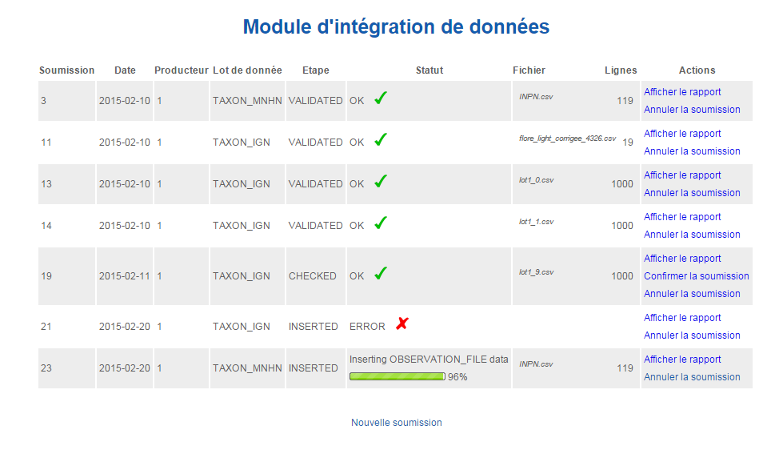 Module d'intégration de données
Soumission Date Producteur Lot de donnée Etape Statut Fichier Lignes Actions
3 2015-02-10 1 TAXON_MNHN VALIDATED OK INPN.csv 119 Afficher le rapport
Annuler la soumission
11 2015-02-10 1 TAXON_IGN VALIDATED OK flore_light_corrigee_4326.csv 19 Afficher le rapport
Annuler la soumission
13 2015-02-10 1 TAXON_IGN VALIDATED OK lot1_0.csv 1000 Afficher le rapport
Annuler la soumission
14 2015-02-10 1 TAXON_IGN VALIDATED OK lot1_1.csv 1000 Afficher le rapport
Annuler la soumission
19 2015-02-11 1 TAXON_IGN CHECKED OK lot1_9.csv 1000 Afficher le rapport
Confirmer la soumission
Annuler la soumission
21 2015-02-20 1 TAXON_IGN INSERTED ERROR Afficher le rapport
Annuler la soumission
23 2015-02-20 1 TAXON_MNHN INSERTED Inserting OBSERVATION_FILE data INPN.csv 119 Afficher le rapport
96% Annuler la soumission
Nouvelle soumission